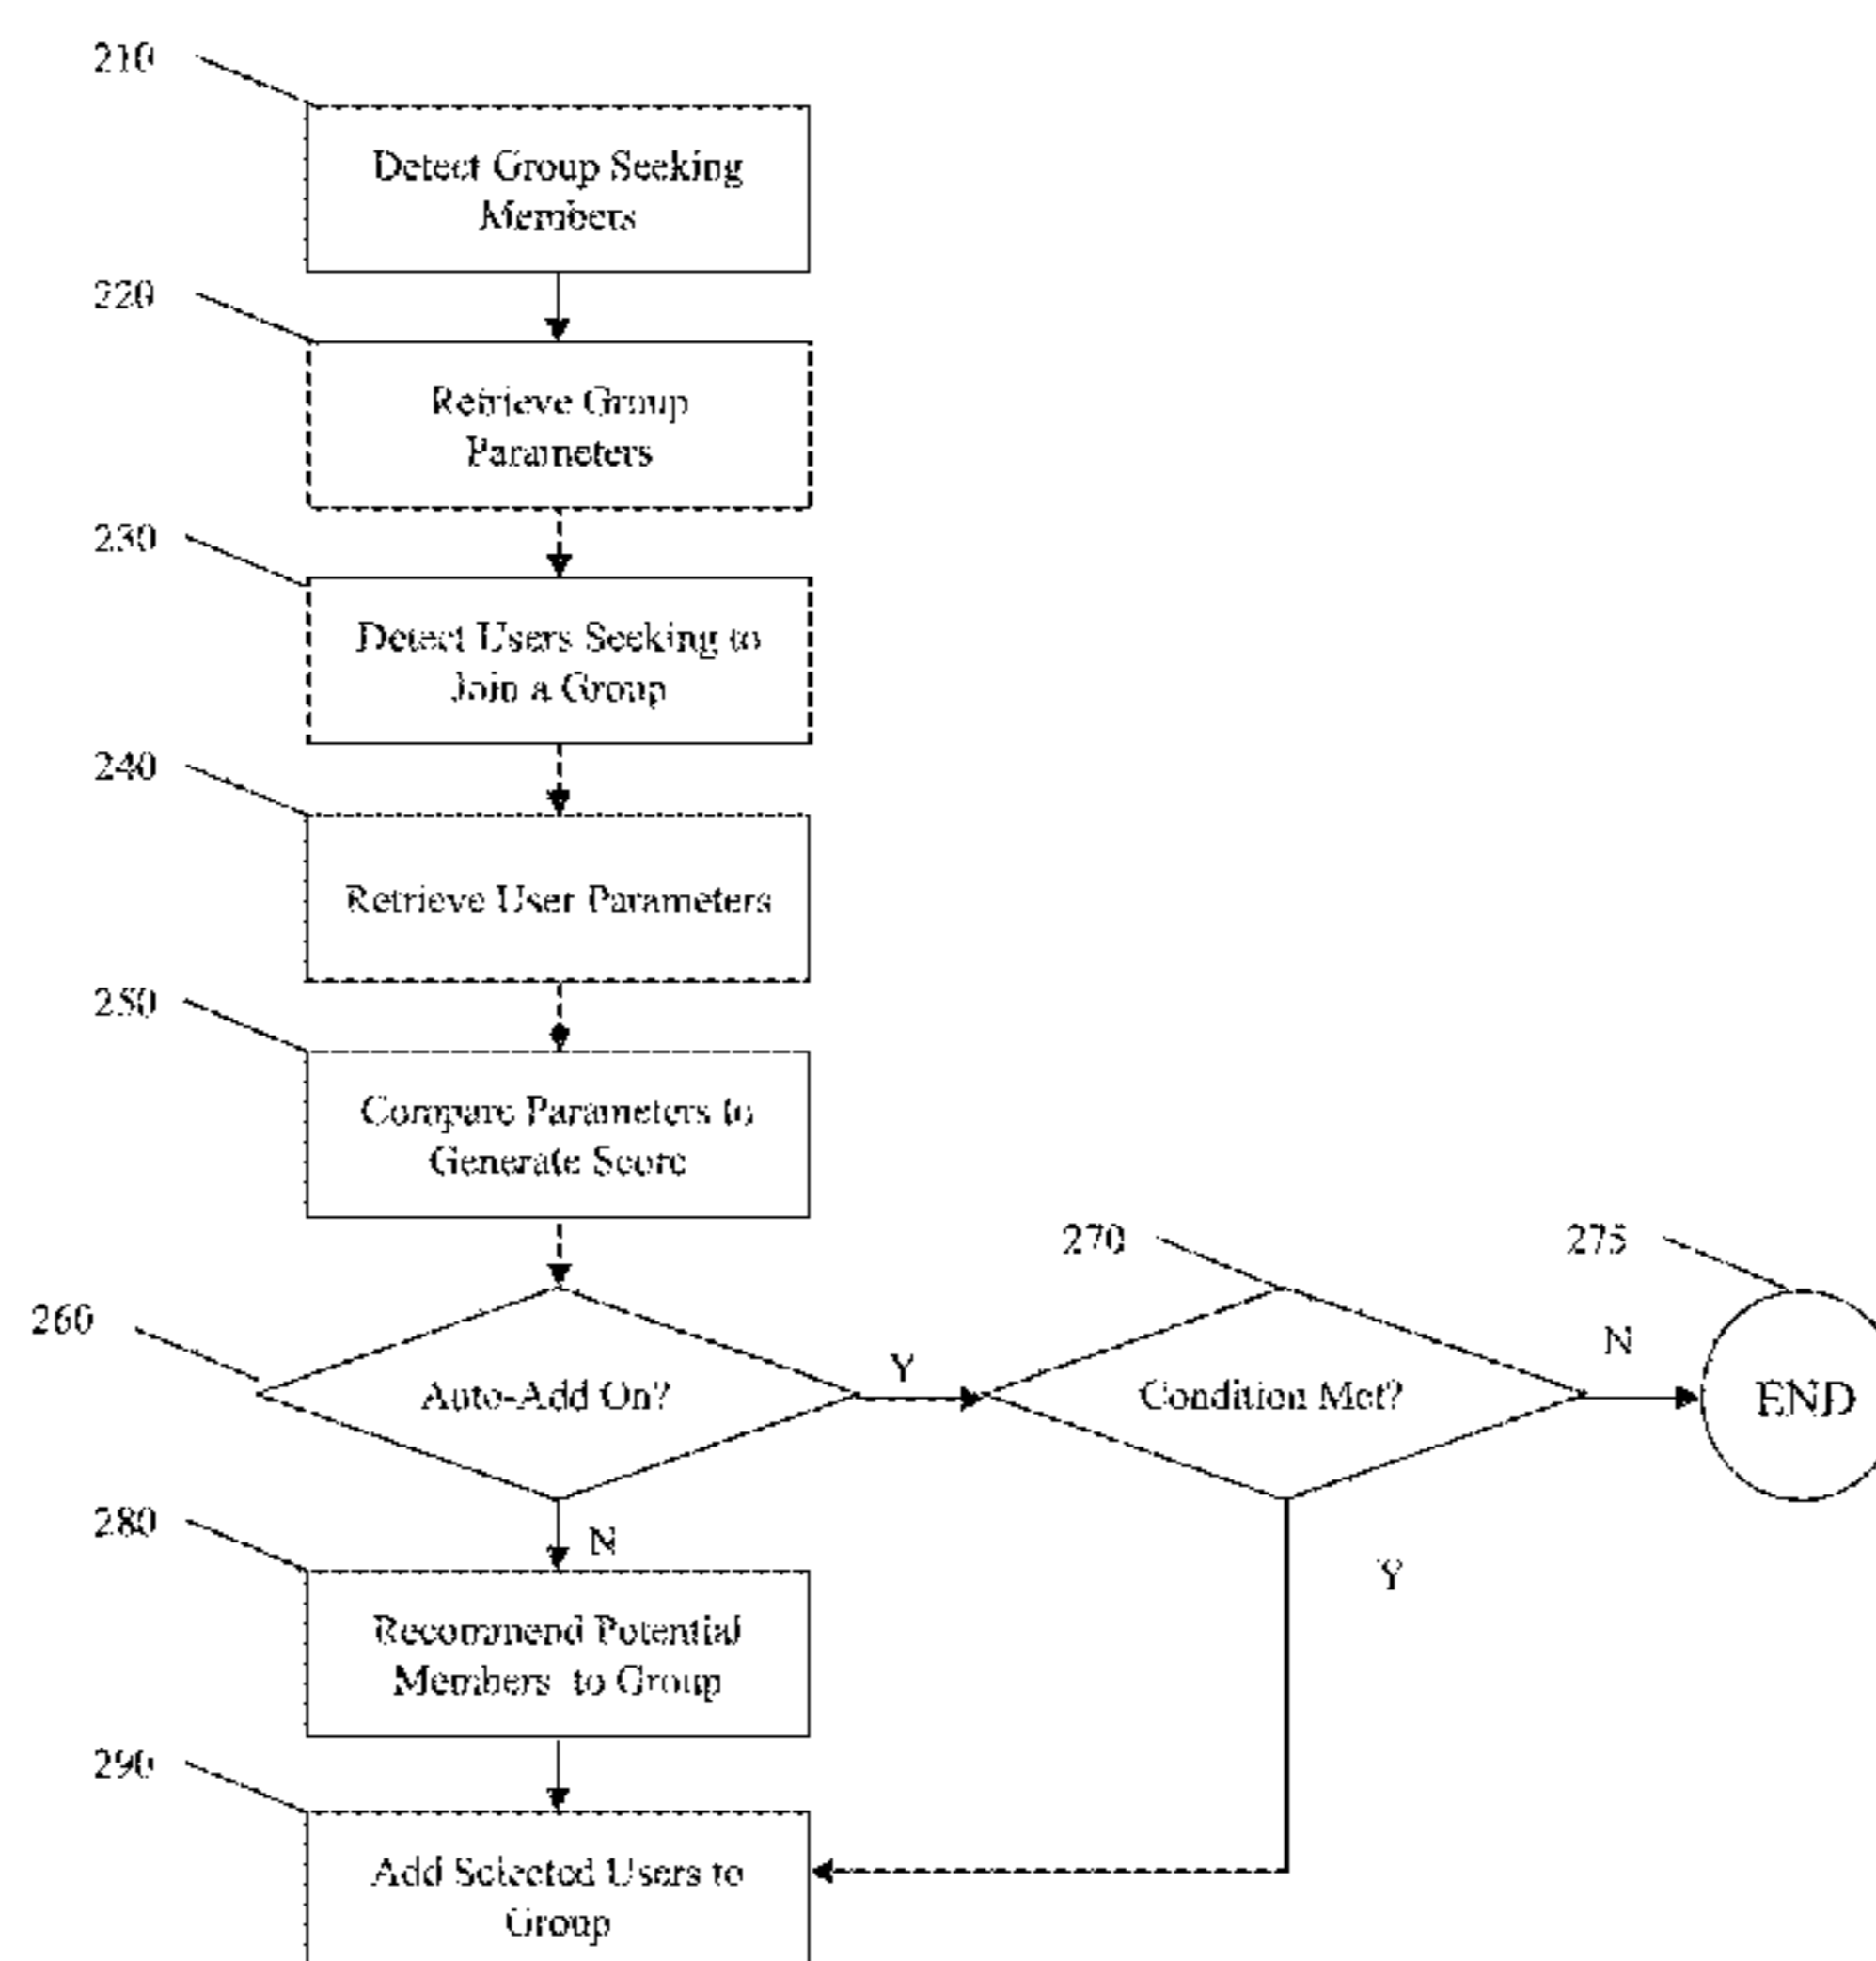 210
Detect Group Seeking
Members
220
Retrieve Group
Parameters
230
Detect Users Seeking to
Join a Group
240
Retrieve User Parameters
250
Compare Parameters to
Generate Score
260
Auto-Add On?
Y
270
Condition Met?
N
275
END
280
N
Y
Recommend Potential
Members to Group
290
Add Selected Users to
Group